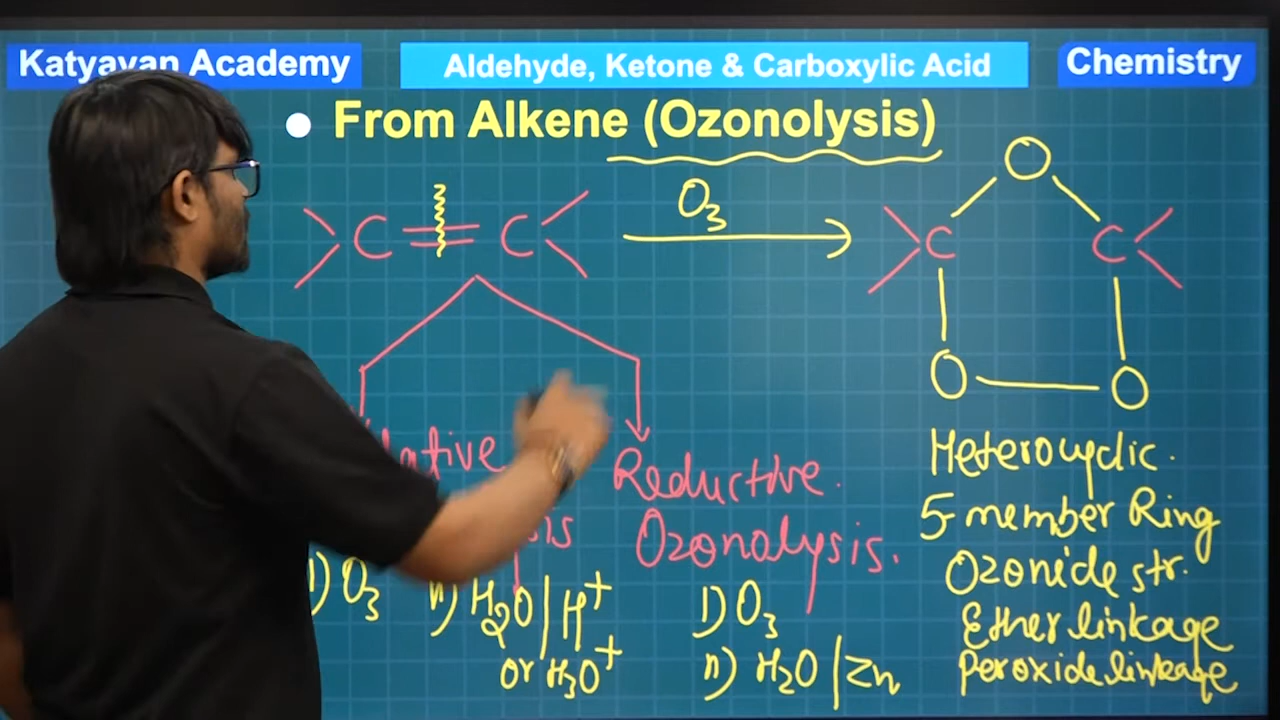 Katyayan Academy
Aldehyde, Ketone & Carboxylic Acid
Chemistry
From Alkene (Ozonolysis)
C = C
O3
O
C C
O O
Reductive.
Ozonalysis.
I) O3
II) H2O | Zn
I) O3 II) H2O | H+
or H3O+
Heterocyclic.
5-member Ring
Ozonide str.
Ether linkage
Peroxide linkage